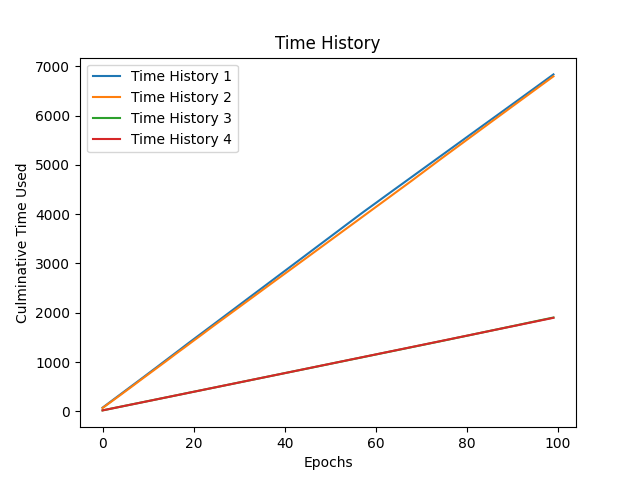 Time History
7000
6000
5000
4000
3000
2000
1000
0
Culminative Time Used
Time History 1
Time History 2
Time History 3
Time History 4
0 20 40 60 80 100
Epochs